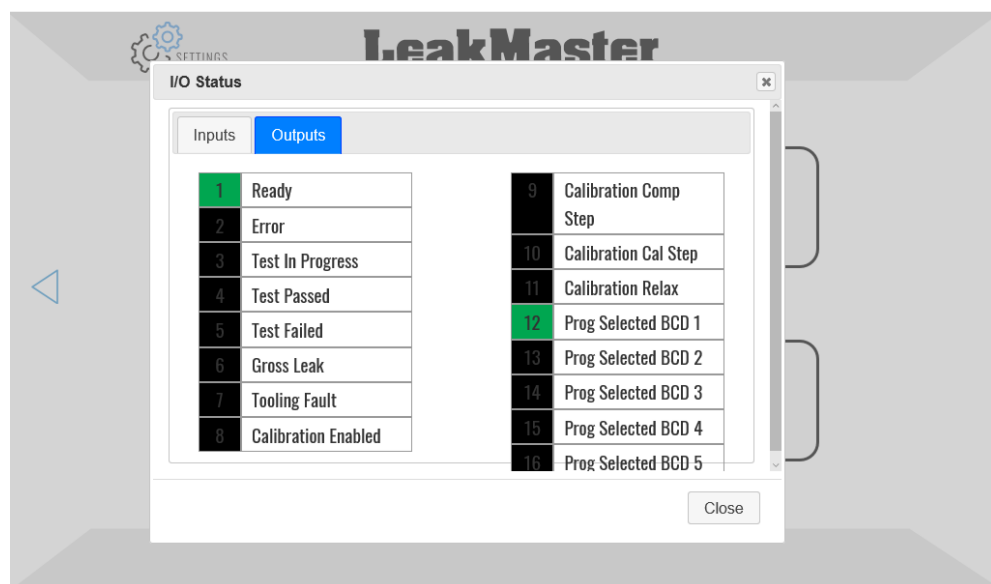 SETTINGS
LeakMaster
I/O Status
Inputs
Outputs
1 Ready
2 Error
3 Test In Progress
4 Test Passed
5 Test Failed
6 Gross Leak
7 Tooling Fault
8 Calibration Enabled
9 Calibration Comp
Step
10 Calibration Cal Step
11 Calibration Relax
12 Prog Selected BCD 1
13 Prog Selected BCD 2
14 Prog Selected BCD 3
15 Prog Selected BCD 4
16 Prog Selected BCD 5
Close